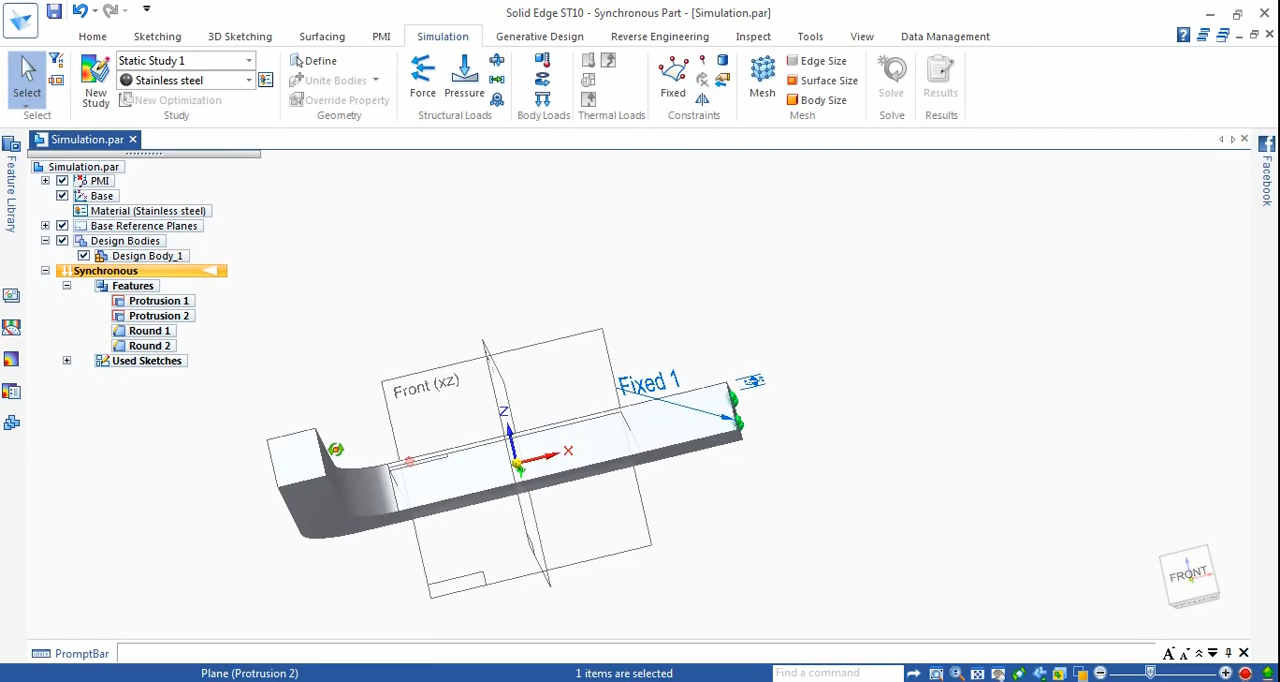 Solid Edge ST10 - Synchronous Part - [Simulation.par]
Home Sketching 3D Sketching Surfacing PMI Simulation Generative Design Reverse Engineering Inspect Tools View Data Management
Select
New Study
Static Study 1
Stainless steel
New Optimization
Define
Unite Bodies
Override Property
Force
Pressure
Fixed
Mesh
Edge Size
Surface Size
Body Size
Solve
Results
Select Study Geometry Structural Loads Body Loads Thermal Loads Constraints Mesh Solve Results
Simulation.par
Feature Library
Facebook
Simulation.par
PMI
Base
Material (Stainless steel)
Base Reference Planes
Design Bodies
Design Body_1
Synchronous
Features
Protrusion 1
Protrusion 2
Round 1
Round 2
Used Sketches
Front (xz)
Fixed 1
Z
X
FRONT
PromptBar
Plane (Protrusion 2)
1 items are selected
Find a command